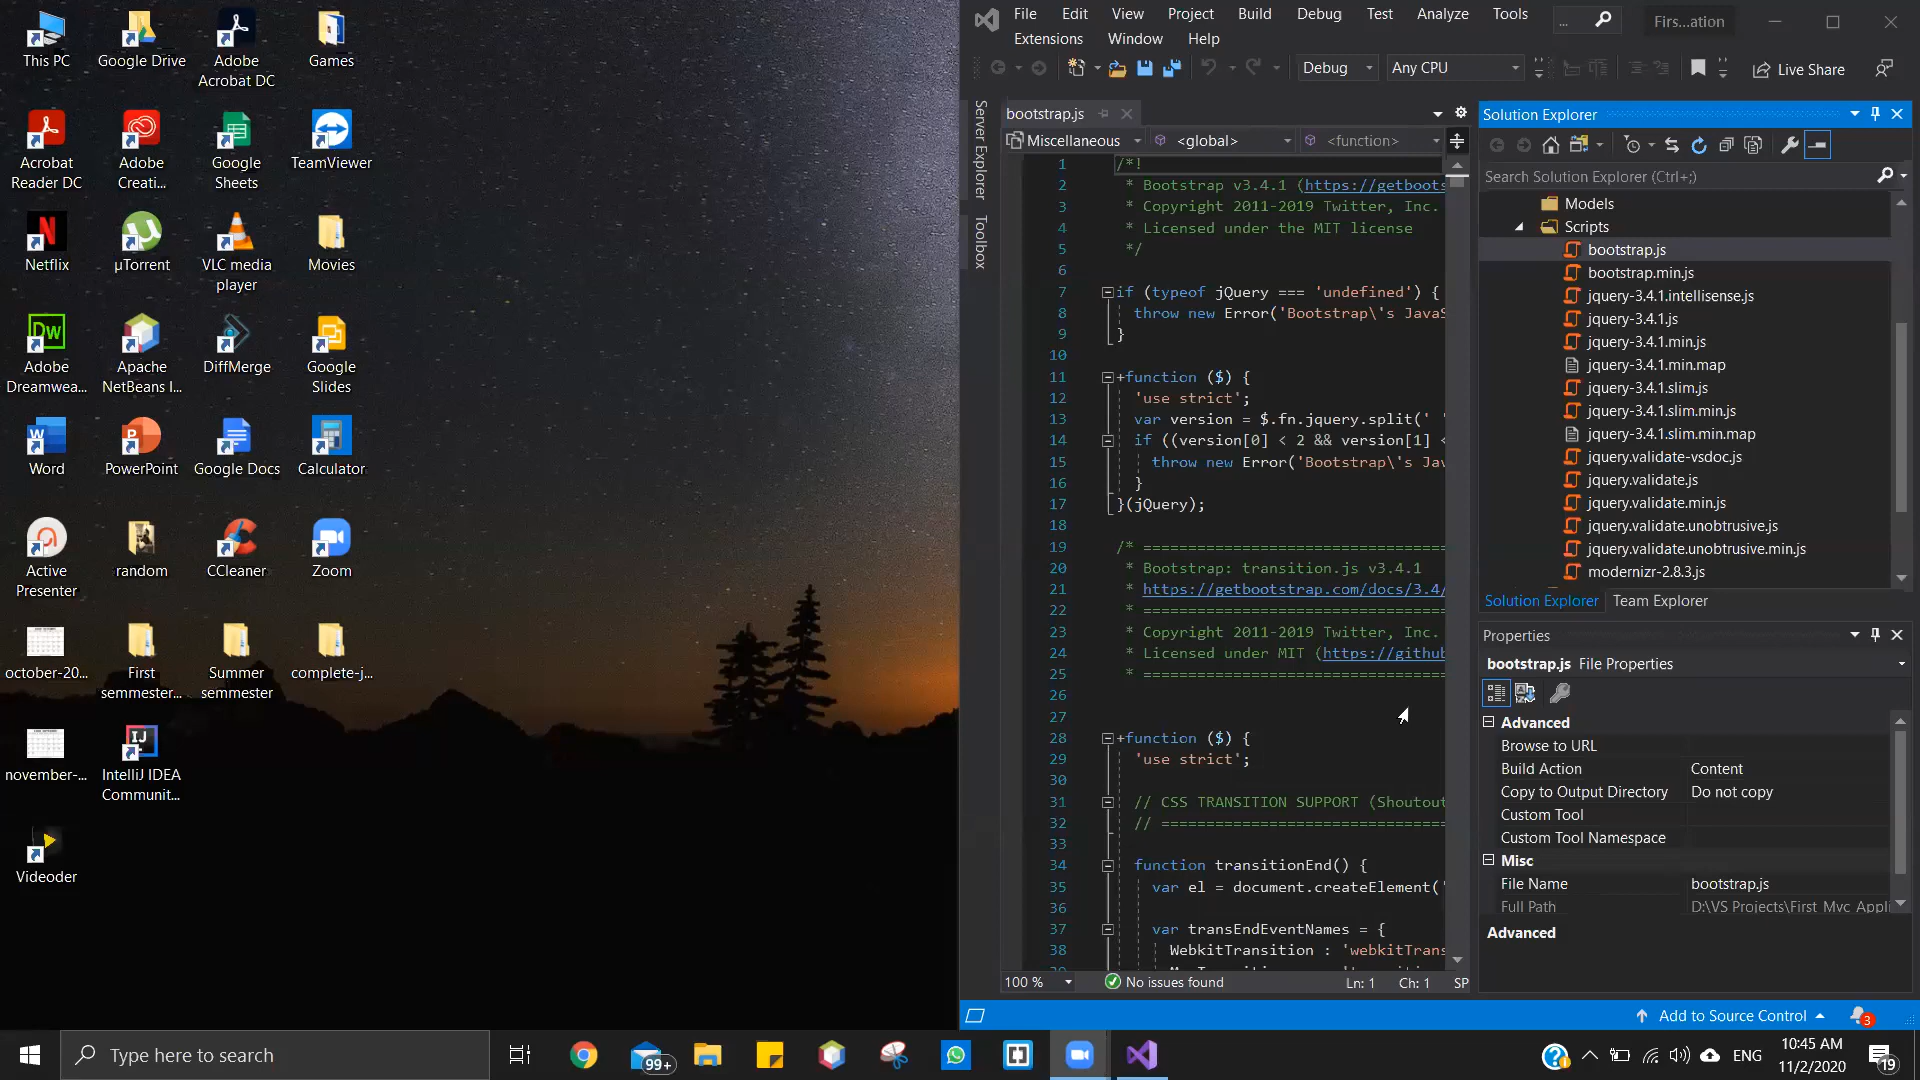 This PC
Google Drive
Adobe
Acrobat DC
Games
Acrobat
Reader DC
Adobe
Creati...
Google
Sheets
TeamViewer
Netflix
µTorrent
VLC media
player
Movies
Adobe
Dreamwea...
Apache
NetBeans I...
DiffMerge
Google
Slides
Word
PowerPoint
Google Docs
Calculator
Active
Presenter
random
CCleaner
Zoom
october-20...
First
semmester...
Summer
semmester
complete-j...
november-...
IntelliJ IDEA
Communit...
Videoder
File Edit View Project Build Debug Test Analyze Tools
... Firs...ation
Extensions Window Help
Debug Any CPU Live Share
Server Explorer
Toolbox
bootstrap.js
Miscellaneous <global> <function>
1 /*!
2 * Bootstrap v3.4.1 (https://getboots
3 * Copyright 2011-2019 Twitter, Inc.
4 * Licensed under the MIT license
5 */
6
7 if (typeof jQuery === 'undefined') {
8 throw new Error('Bootstrap\'s JavaS
9 }
10
11 +function ($) {
12 'use strict';
13 var version = $.fn.jquery.split(' '
14 if ((version[0] < 2 && version[1] <
15 throw new Error('Bootstrap\'s Jav
16 }
17 }(jQuery);
18
19 /* ==================================
20 * Bootstrap: transition.js v3.4.1
21 * https://getbootstrap.com/docs/3.4/
22 * ==================================
23 * Copyright 2011-2019 Twitter, Inc.
24 * Licensed under MIT (https://github
25 * ==================================
26
27
28 +function ($) {
29 'use strict';
30
31 // CSS TRANSITION SUPPORT (Shoutout
32 // ================================
33
34 function transitionEnd() {
35 var el = document.createElement('
36
37 var transEndEventNames = {
38 WebkitTransition : 'webkitTrans
100 % No issues found Ln: 1 Ch: 1 SP
Solution Explorer
Search Solution Explorer (Ctrl+;)
Models
Scripts
bootstrap.js
bootstrap.min.js
jquery-3.4.1.intellisense.js
jquery-3.4.1.js
jquery-3.4.1.min.js
jquery-3.4.1.min.map
jquery-3.4.1.slim.js
jquery-3.4.1.slim.min.js
jquery-3.4.1.slim.min.map
jquery.validate-vsdoc.js
jquery.validate.js
jquery.validate.min.js
jquery.validate.unobtrusive.js
jquery.validate.unobtrusive.min.js
modernizr-2.8.3.js
Solution Explorer Team Explorer
Properties
bootstrap.js File Properties
Advanced
Browse to URL
Build Action Content
Copy to Output Directory Do not copy
Custom Tool
Custom Tool Namespace
Misc
File Name bootstrap.js
Full Path D:\VS Projects\First_Mvc_Appli
Advanced
Add to Source Control 3
Type here to search
99+
ENG
10:45 AM
11/2/2020
19